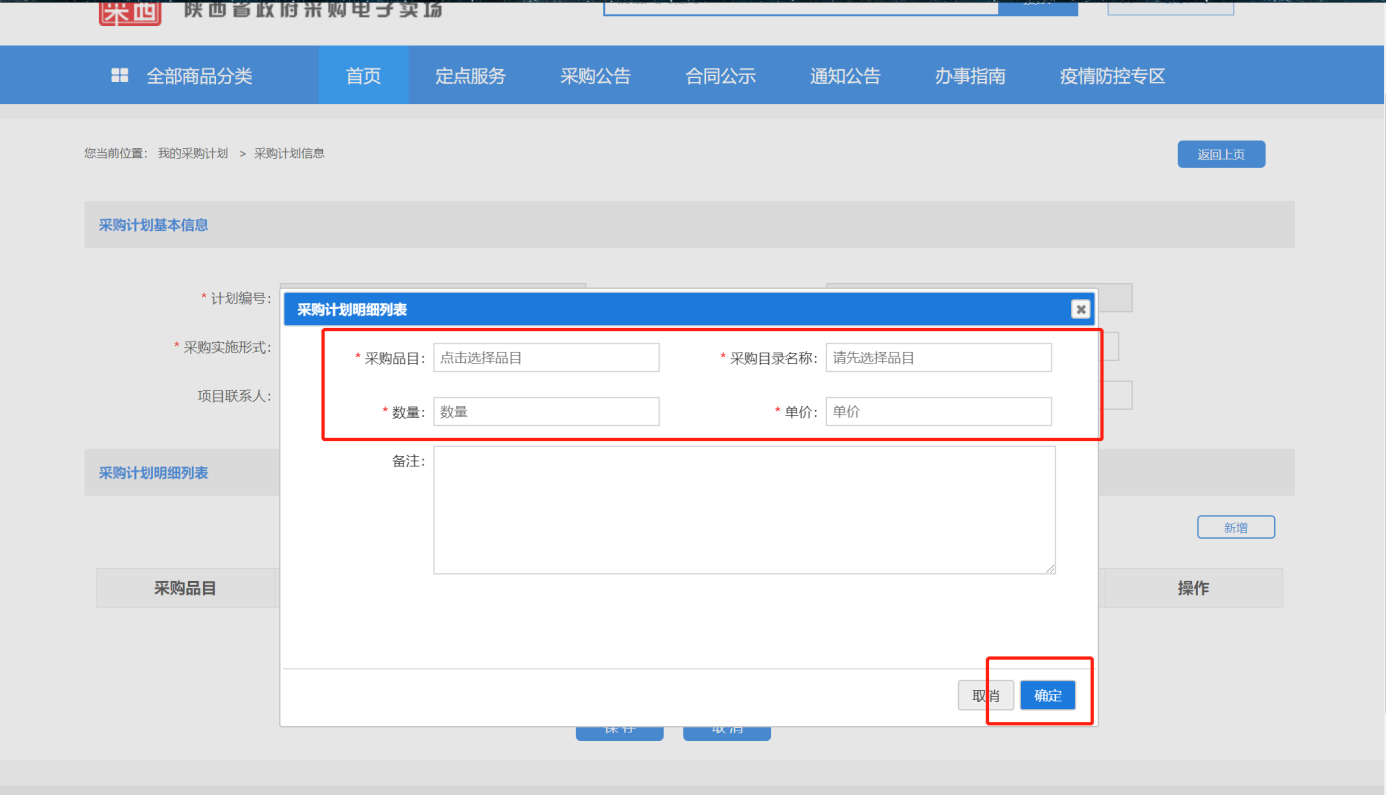 采西 陕西省政府采购电子卖场
全部商品分类 首页 定点服务 采购公告 合同公示 通知公告 办事指南 疫情防控专区
您当前位置： 我的采购计划 > 采购计划信息 返回上页
采购计划基本信息
* 计划编号：
* 采购实施形式：
项目联系人：
采购计划明细列表
* 采购品目： 点击选择品目 * 采购目录名称： 请先选择品目
* 数量： 数量 * 单价： 单价
备注：
取消 确定
采购计划明细列表
新增
采购品目 操作
保存 取消